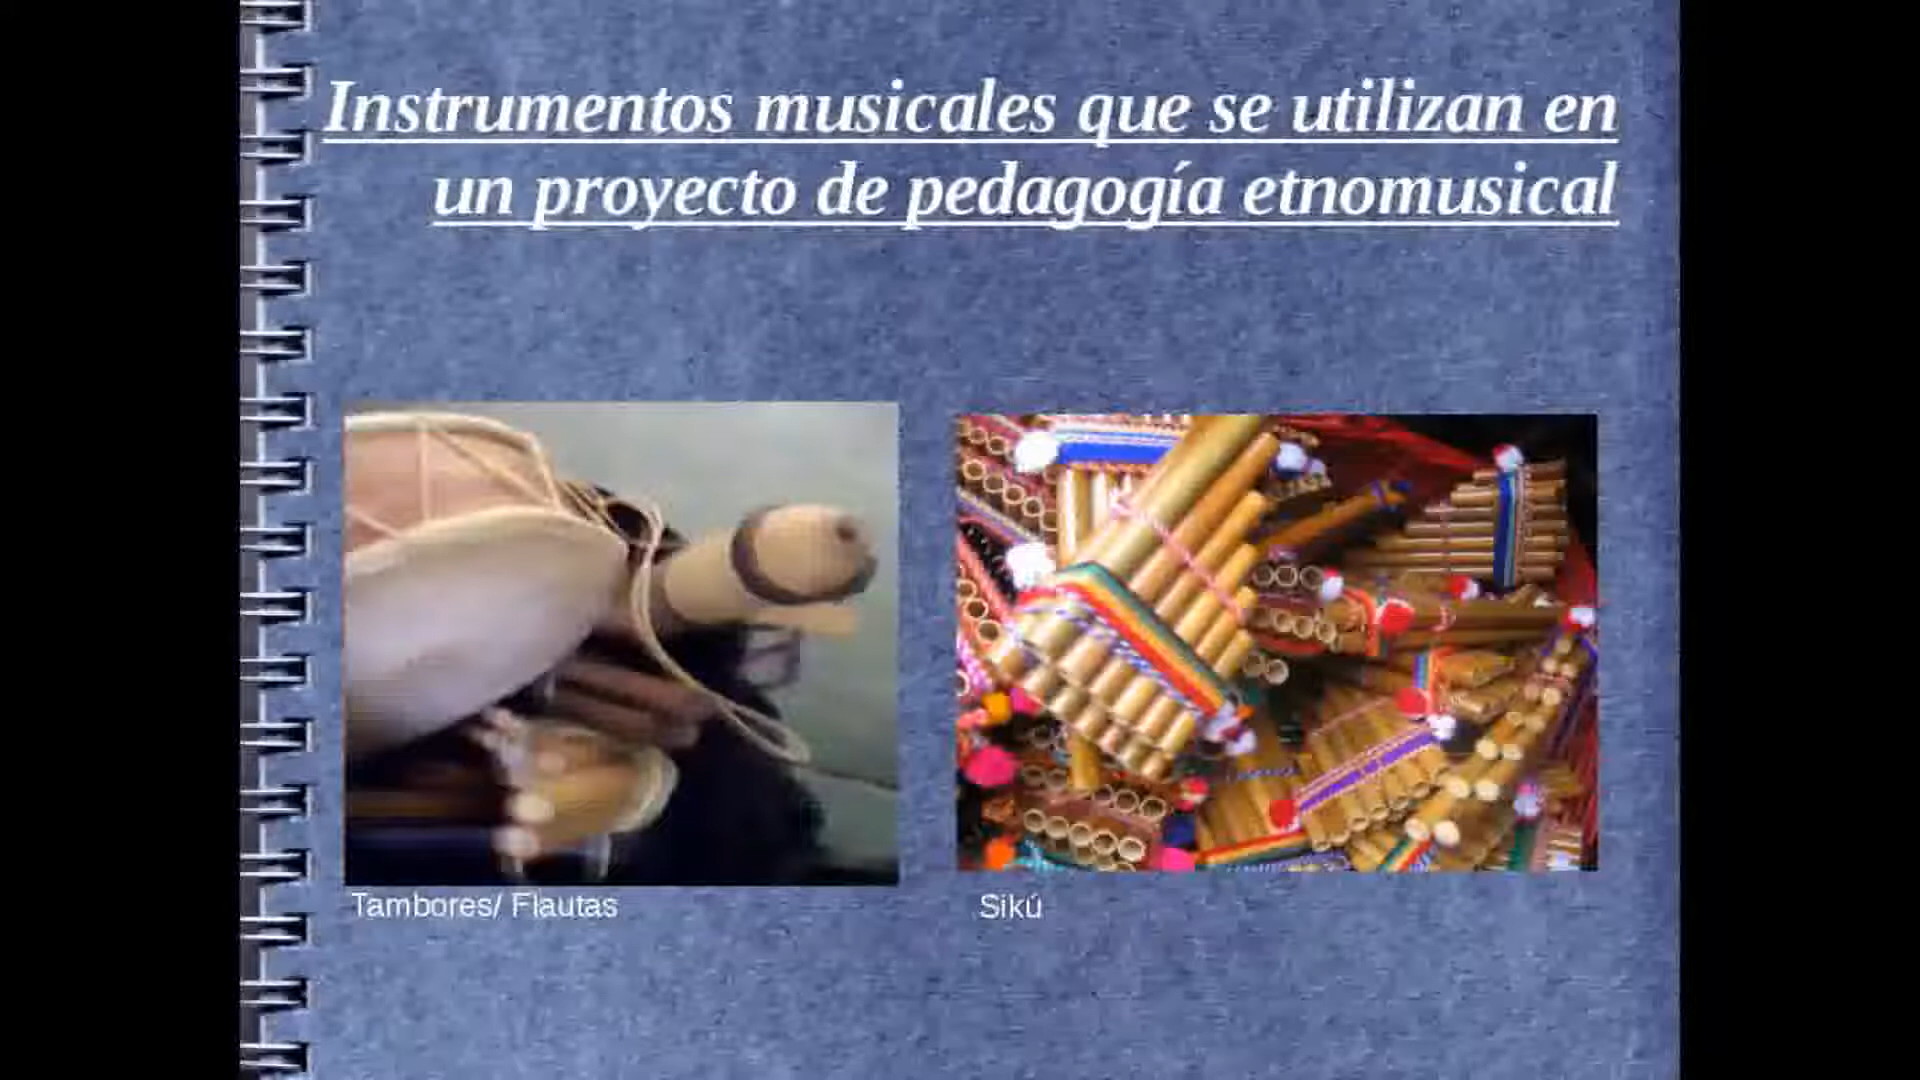 Instrumentos musicales que se utilizan en
un proyecto de pedagogía etnomusical
Tambores/ Flautas
Sikú